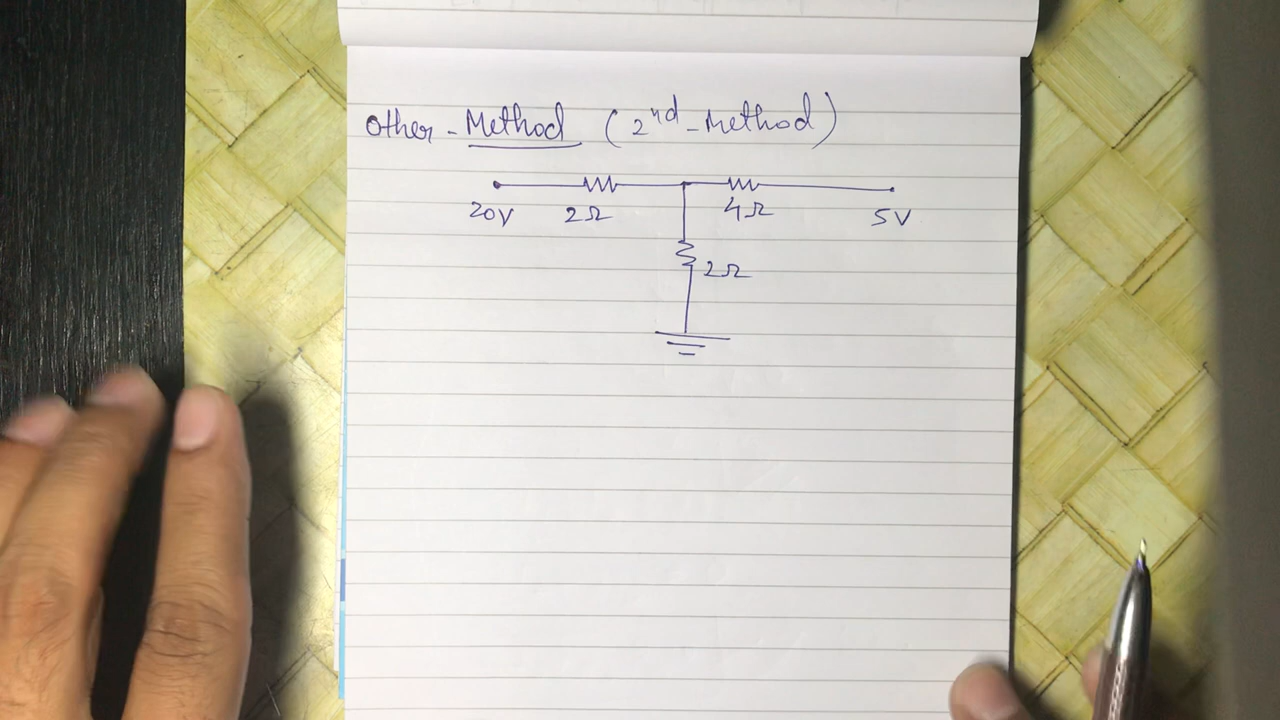 Other - Method (2nd - Method)
20V 2Ω 4Ω 5V
2Ω